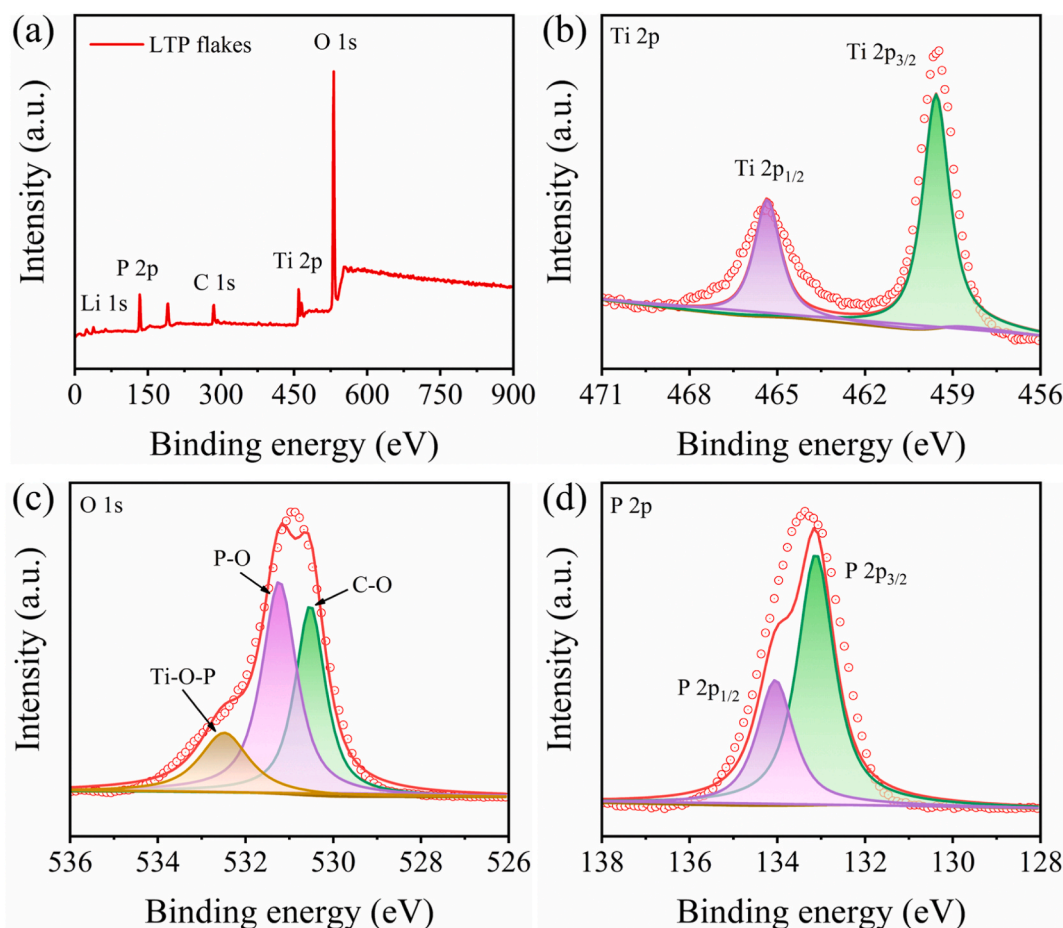 (a)
LTP flakes
O 1s
Ti 2p
C 1s
P 2p
Li 1s
Intensity (a.u.)
0 150 300 450 600 750 900
Binding energy (eV)
(b)
Ti 2p
Ti 2p3/2
Ti 2p1/2
Intensity (a.u.)
471 468 465 462 459 456
Binding energy (eV)
(c)
O 1s
P-O
C-O
Ti-O-P
Intensity (a.u.)
536 534 532 531 530 528 526
Binding energy (eV)
(d)
P 2p
P 2p3/2
P 2p1/2
Intensity (a.u.)
138 136 134 132 130 128
Binding energy (eV)